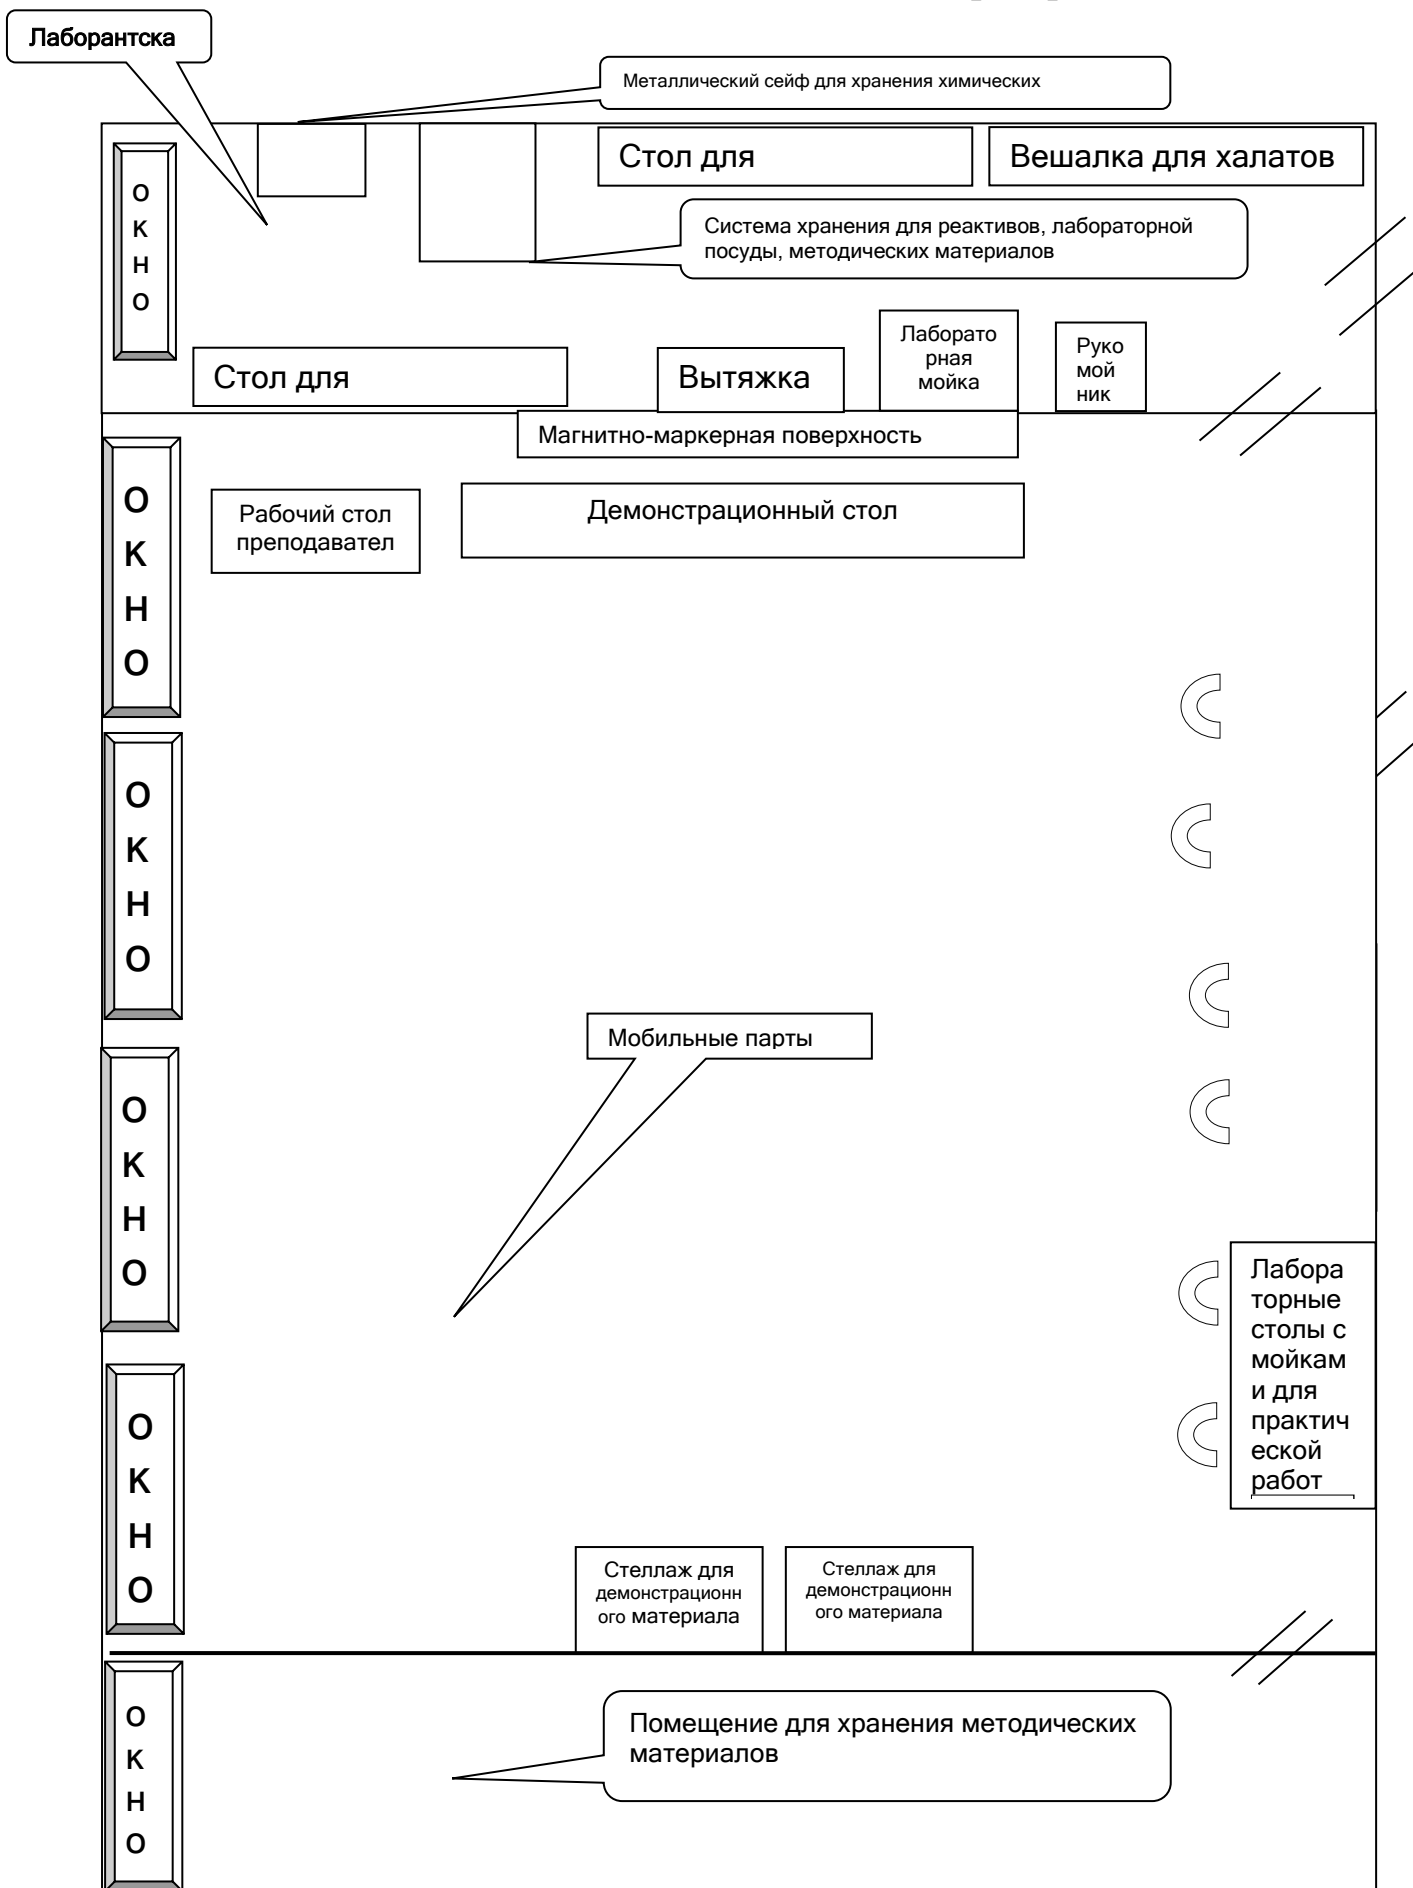 Лаборантска
Металлический сейф для хранения химических
Стол для
Вешалка для халатов
О
К
Н
О
Система хранения для реактивов, лабораторной
посуды, методических материалов
Лаборато
рная
мойка
Руко
мой
ник
Стол для
Вытяжка
Магнитно-маркерная поверхность
О
К
Н
О
Рабочий стол
преподавател
Демонстрационный стол
О
К
Н
О
Мобильные парты
О
К
Н
О
Лабора
торные
столы с
мойкам
и для
практич
еской
работ
О
К
Н
О
Стеллаж для
демонстрационн
ого материала
Стеллаж для
демонстрационн
ого материала
О
К
Н
О
Помещение для хранения методических
материалов